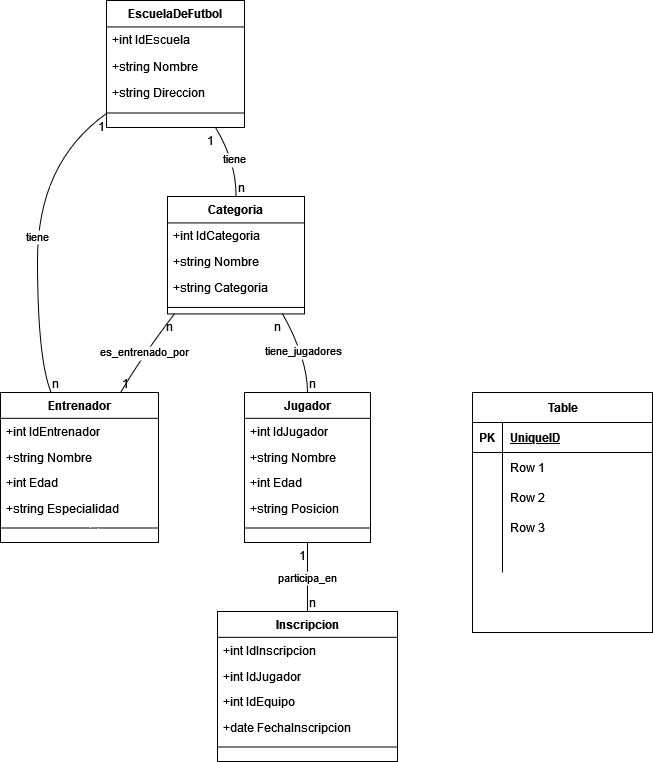 EscuelaDeFutbol
+int IdEscuela
+string Nombre
+string Direccion
1
1
tiene
n
tiene
Categoria
+int IdCategoria
+string Nombre
+string Categoria
n
n
es_entrenado_por
tiene_jugadores
n
1
n
Entrenador
+int IdEntrenador
+string Nombre
+int Edad
+string Especialidad
Jugador
+int IdJugador
+string Nombre
+int Edad
+string Posicion
Table
PK UniqueID
Row 1
Row 2
Row 3
1
participa_en
n
Inscripcion
+int IdInscripcion
+int IdJugador
+int IdEquipo
+date FechaInscripcion